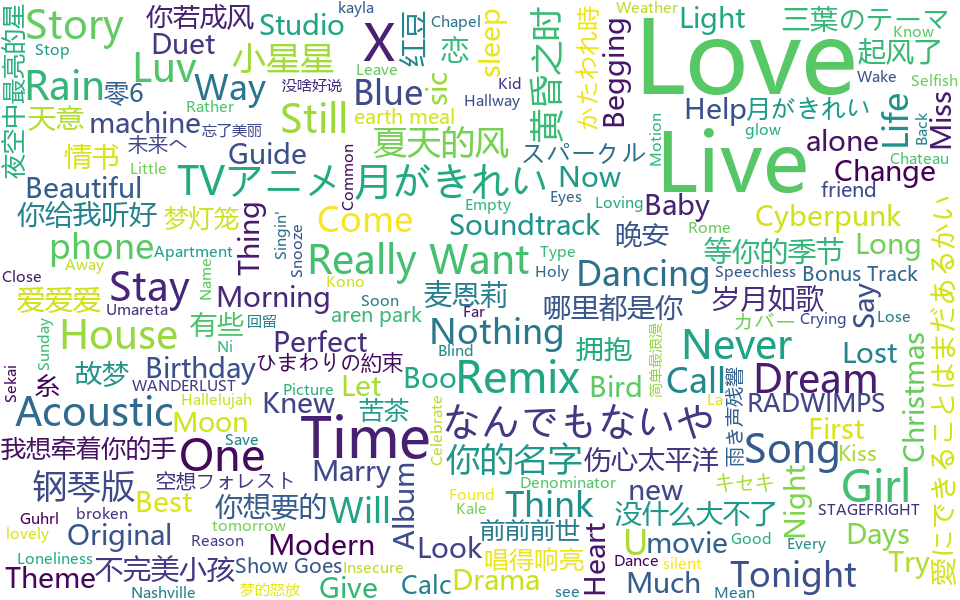 kayla
Chapel
Weather
夜空中最亮的星
Story
你若成风
Studio
X
红豆
恋
sleep
黄昏之时
かたわれ時
Begging
Love
Light
三葉のテーマ
Know
Stop
Duet
小星星
Luv
Way
没啥好说
Leave
Kid
Motion
起风了
Wake
Selfish
Rain
零6
Blue
sic
Rather
Hallway
Help
月がきれい
Life
Back
Miss
天意
machine
忘了美丽
Still
earth meal
glow
alone
Chateau
情书
未来へ
Guide
夏天的风
スパークル
Live
Change
Little
Beautiful
TVアニメ
月がきれい
Now
friend
Common
Empty
Eyes
Loving
Baby
Cyberpunk
你给我听好
梦灯笼
Thing
Singin'
Snooze
Come
Soundtrack
晚安
Rome
等你的季节
Long
phone
Apartment
Really Want
Type
Holy
Speechless
Bonus Track
Close
Away
Name
Kono
Dancing
Umareta
Stay
Morning
Soon
麦恩莉
哪里都是你
岁月如歌
Say
Lose
爱爱爱
有些
回留
aren park
Far
カバー
Crying
愛にできることはまだあるかい
Sunday
House
Ni
Perfect
Nothing
简单最浪漫
Never
Lost
Sekai
糸
故梦
Birthday
ひまわりの約束
Blind
拥抱
Call
Dream
Christmas
WANDERLUST
Picture
Let
Boo
Remix
Bird
雨き声残響
La
RADWIMPS
Acoustic
Hallelujah
Moon
Knew
苦茶
Celebrate
なんでもないや
First
Save
One
Time
Song
Kiss
我想牵着你的手
Marry
你的名字
伤心太平洋
Girl
钢琴版
空想フォレスト
Album
Found
Denominator
キセキ
Night
Guhrl
broken
Best
你想要的
Will
Kale
Think
new
没什么大不了
STAGEFRIGHT
lovely
Original
tomorrow
Reason
Modern
Look
前前前世
Heart
U
movie
Good
Every
Days
Loneliness
Theme
不完美小孩
Show Goes
Insecure
唱得响亮
Dance
silent
Tonight
Try
Nashville
梦的怒放
Give
Calc
Drama
see
Much
Mean